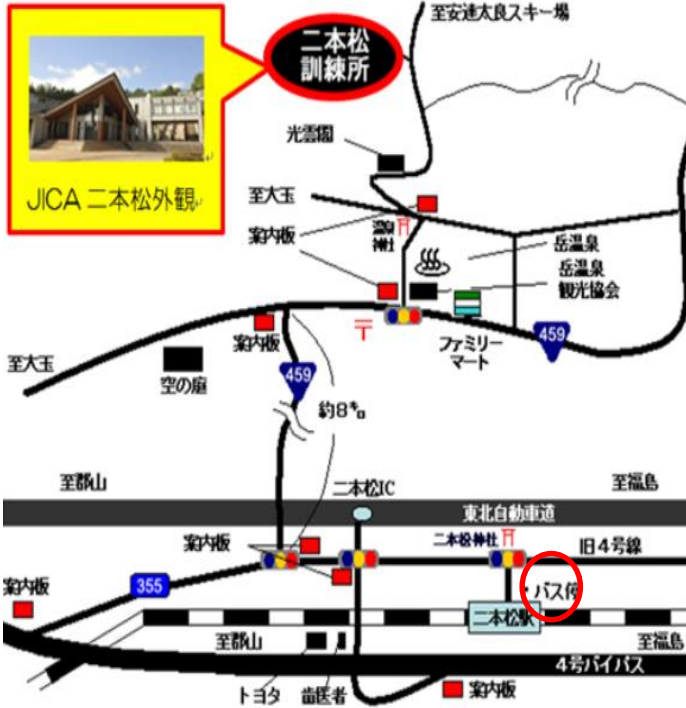 至安達太良スキー場
二本松
訓練所
JICA 二本松外観
光雲閣
至大玉
案内板
温泉
神社
岳温泉
岳温泉
観光協会
案内板
ファミリー
マート
459
至大玉
空の庭
459
約8㌔
至郡山
二本松IC
至福島
東北自動車道
案内板
二本松神社
旧4号線
案内板
355
バス停
二本松駅
至郡山
至福島
4号バイパス
トヨタ
歯医者
案内板